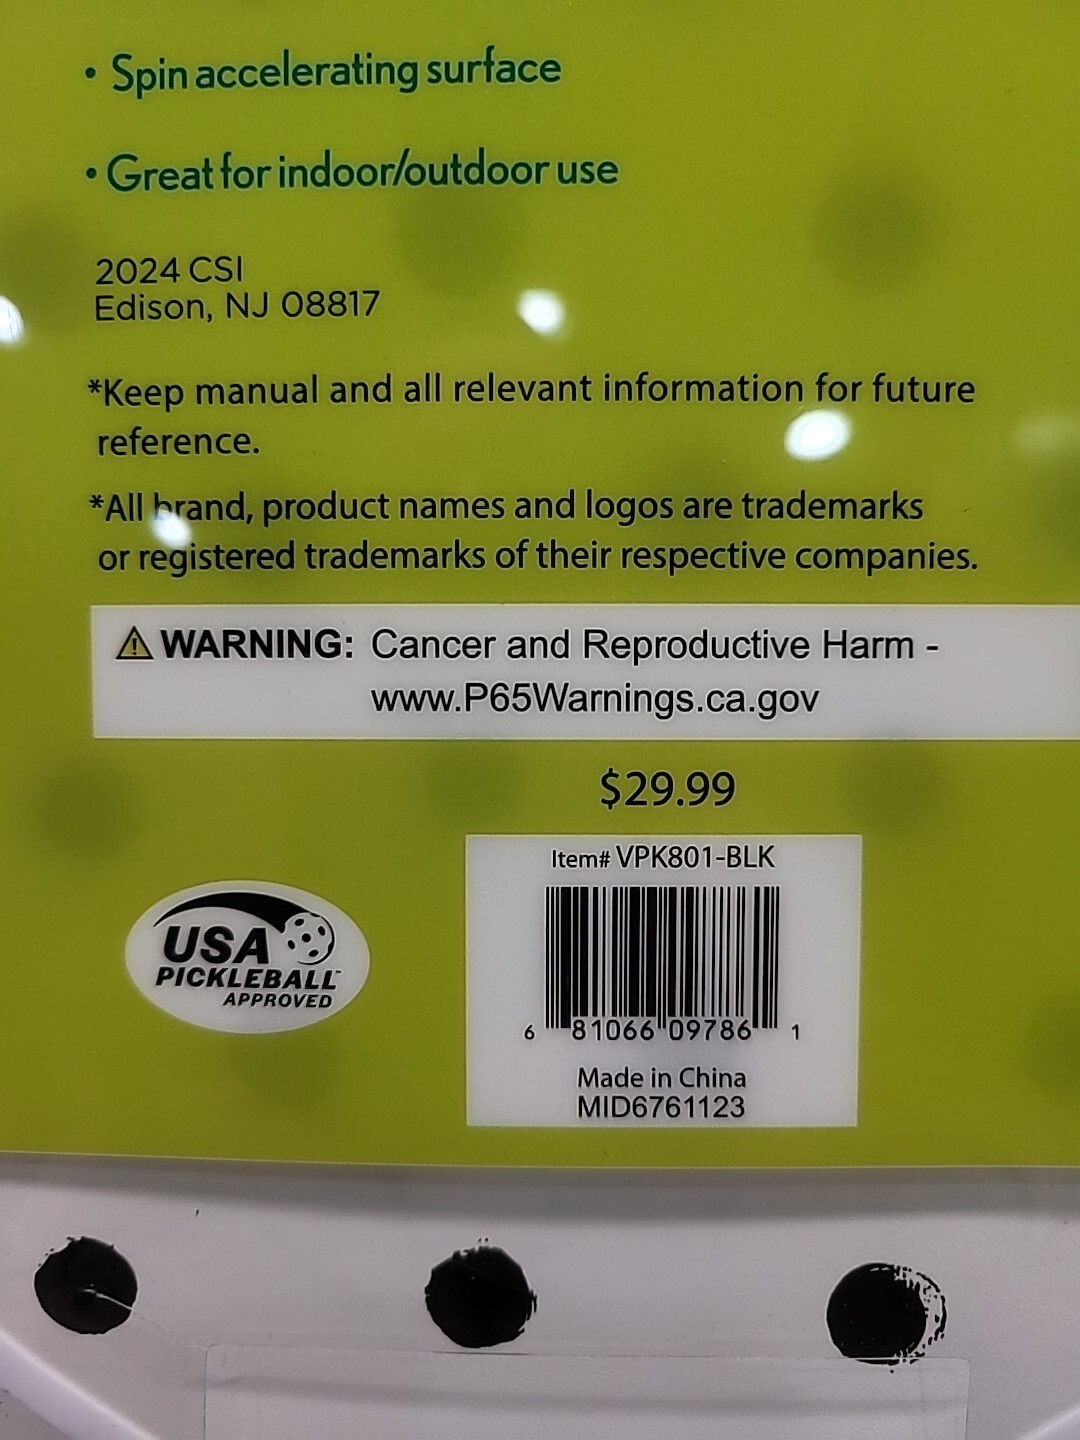 • Spin accelerating surface
• Great for indoor/outdoor use
2024 CSI
Edison, NJ 08817
*Keep manual and all relevant information for future
reference.
*All brand, product names and logos are trademarks
or registered trademarks of their respective companies.
⚠ WARNING: Cancer and Reproductive Harm -
www.P65Warnings.ca.gov
$29.99
Item# VPK801-BLK
6 81066 09786 1
Made in China
MID6761123
USA
PICKLEBALL™
APPROVED